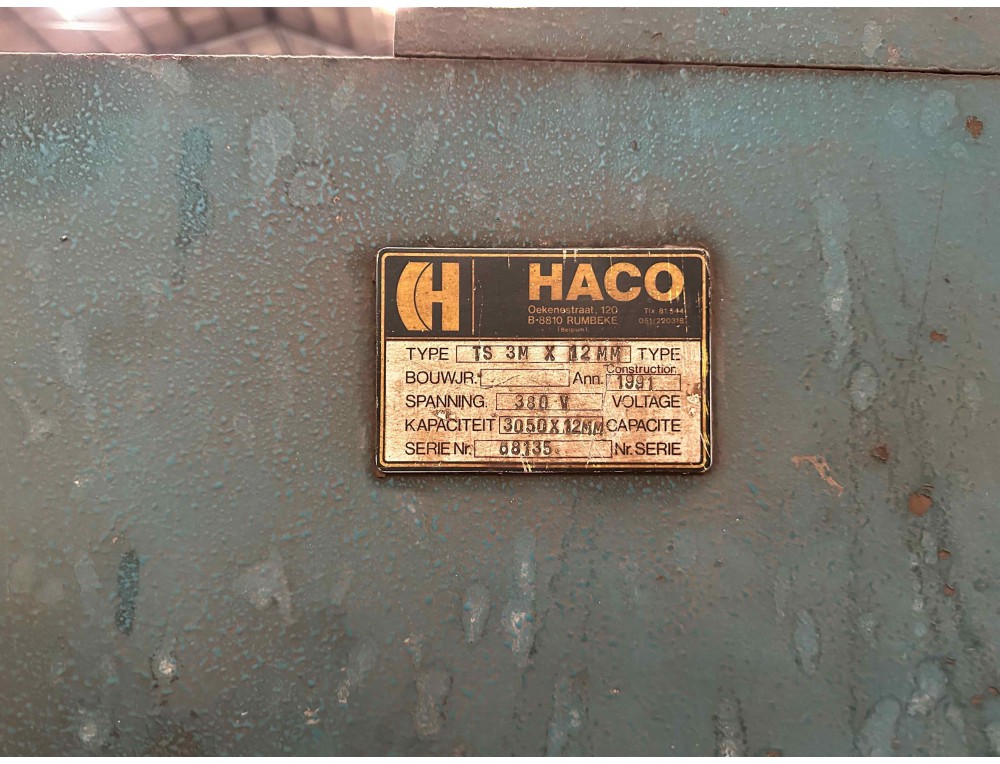 HACO
Oekenestraat, 120
B-8810 RUMBEKE
(Belgium)
Tlx
TYPE TS 3M X 12MM TYPE
BOUWJR. Ann. Construction 1991
SPANNING 380 V VOLTAGE
KAPACITEIT 3050X12MM CAPACITE
SERIE Nr. 68135 Nr. SERIE